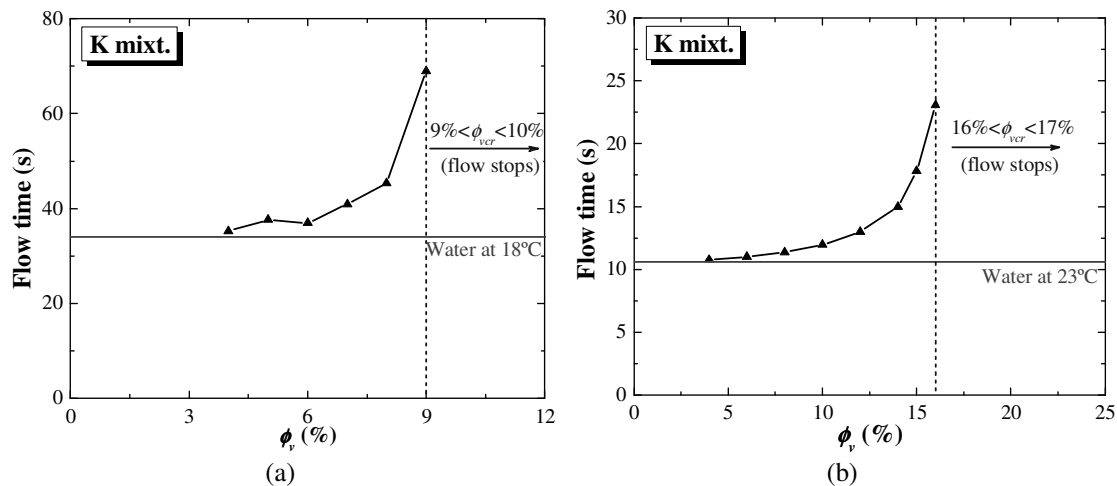 K mixt.
80
60
40
20
0
Flow time (s)
9%<ϕvcr<10%
(flow stops)
Water at 18ºC
0 3 6 9 12
ϕv (%)
(a)
K mixt.
30
25
20
15
10
5
0
Flow time (s)
16%<ϕvcr<17%
(flow stops)
Water at 23ºC
0 5 10 15 20 25
ϕv (%)
(b)